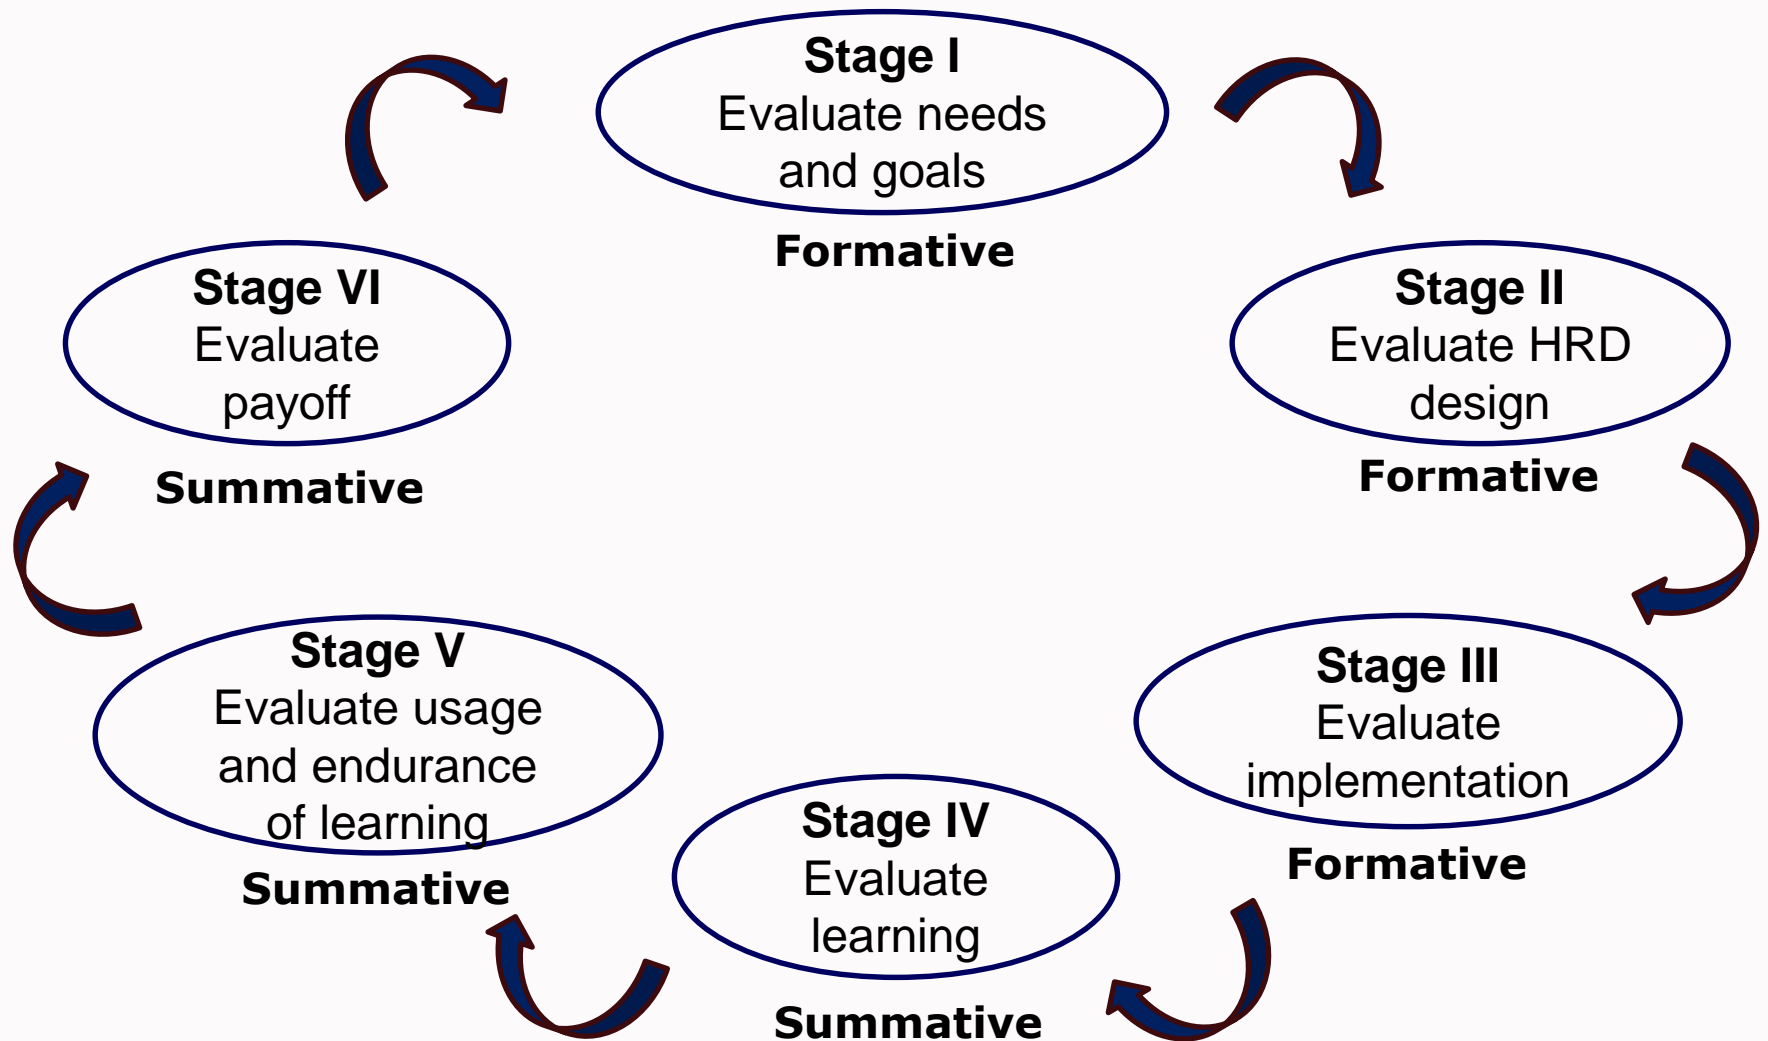 Stage I
Evaluate needs
and goals
Formative
Stage II
Evaluate HRD
design
Formative
Stage III
Evaluate
implementation
Formative
Stage IV
Evaluate
learning
Summative
Stage V
Evaluate usage
and endurance
of learning
Summative
Stage VI
Evaluate
payoff
Summative